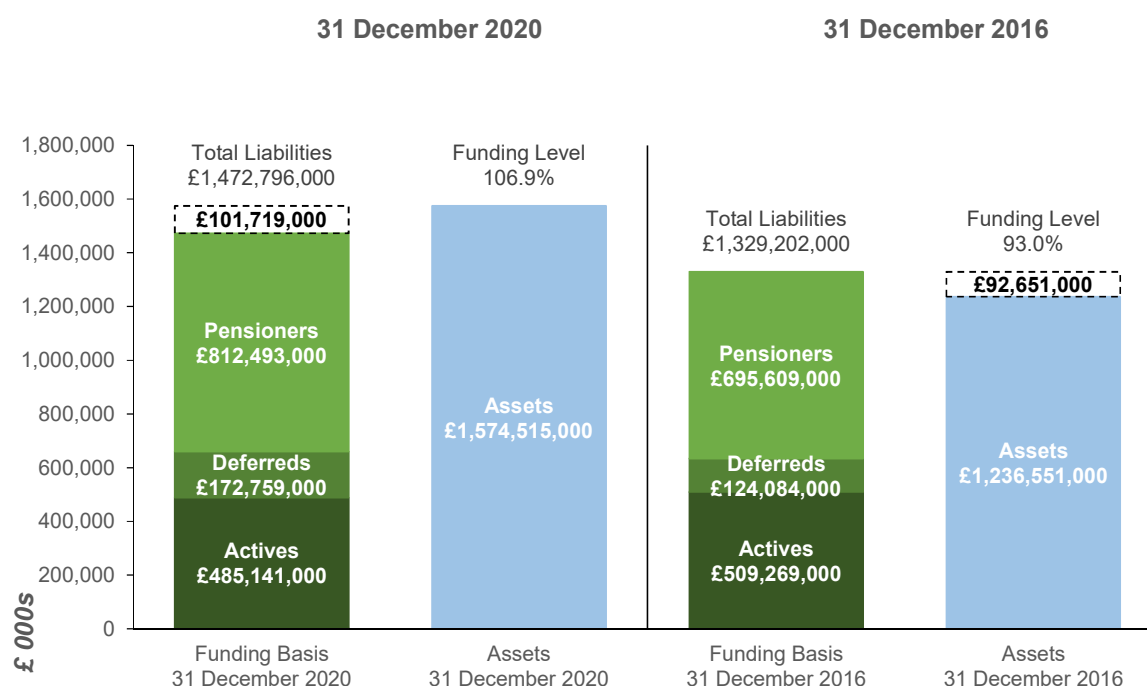 31 December 2020
31 December 2016
1,800,000
1,600,000
1,400,000
1,200,000
1,000,000
800,000
600,000
400,000
200,000
0
£ 000s
Total Liabilities
£1,472,796,000
£101,719,000
Pensioners
£812,493,000
Deferreds
£172,759,000
Actives
£485,141,000
Funding Basis
31 December 2020
Funding Level
106.9%
Assets
£1,574,515,000
Assets
31 December 2020
Total Liabilities
£1,329,202,000
Pensioners
£695,609,000
Deferreds
£124,084,000
Actives
£509,269,000
Funding Basis
31 December 2016
Funding Level
93.0%
£92,651,000
Assets
£1,236,551,000
Assets
31 December 2016